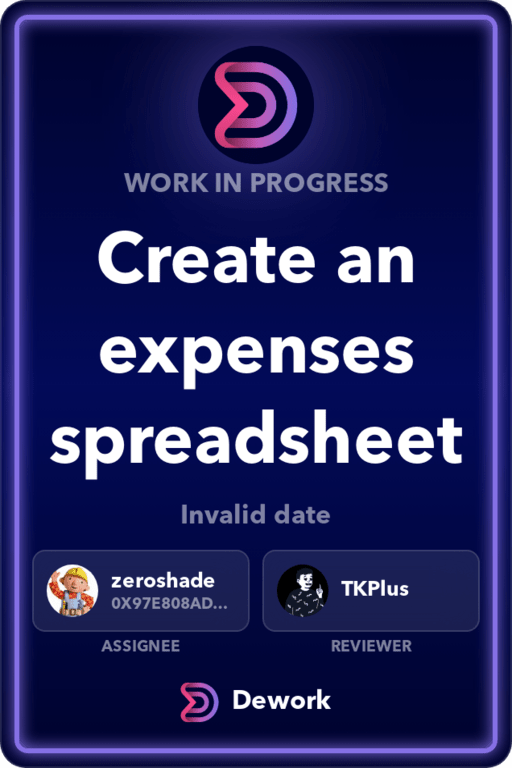 WORK IN PROGRESS
Create an
expenses
spreadsheet
Invalid date
zeroshade
0X97E808AD...
ASSIGNEE
TKPlus
REVIEWER
Dework